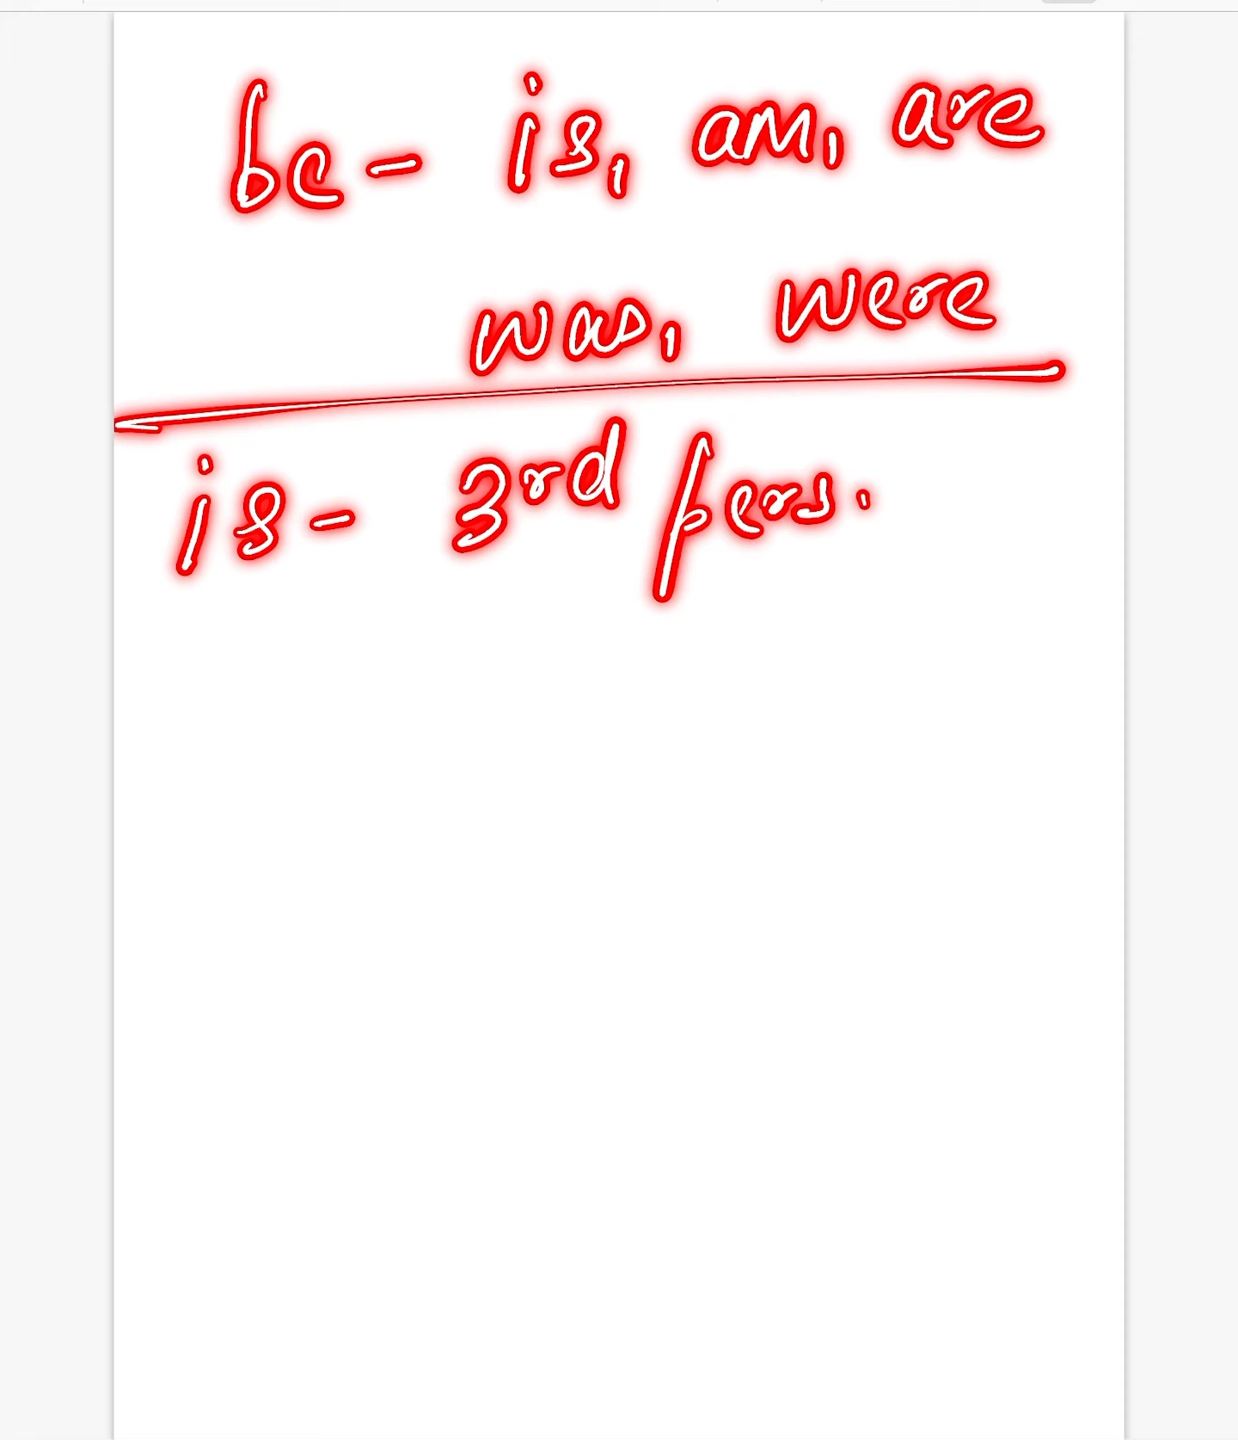 be - is, am, are
was, were
is - 3rd pers.